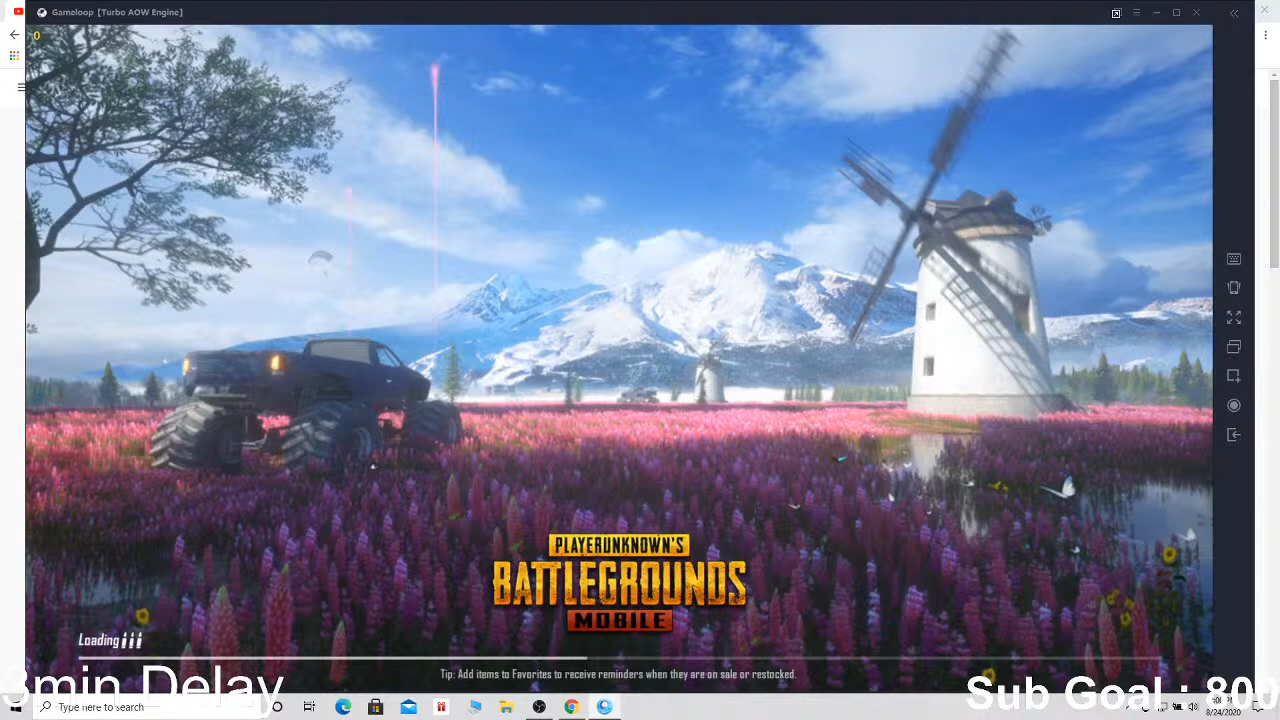 Gameloop [Turbo AOW Engine]
0
PLAYERUNKNOWN'S
BATTLEGROUNDS
MOBILE
Loading
Tip: Add items to Favorites to receive reminders when they are on sale or restocked.
3min Delay
Sub Goal : 800
Type here to search
8/24/2020